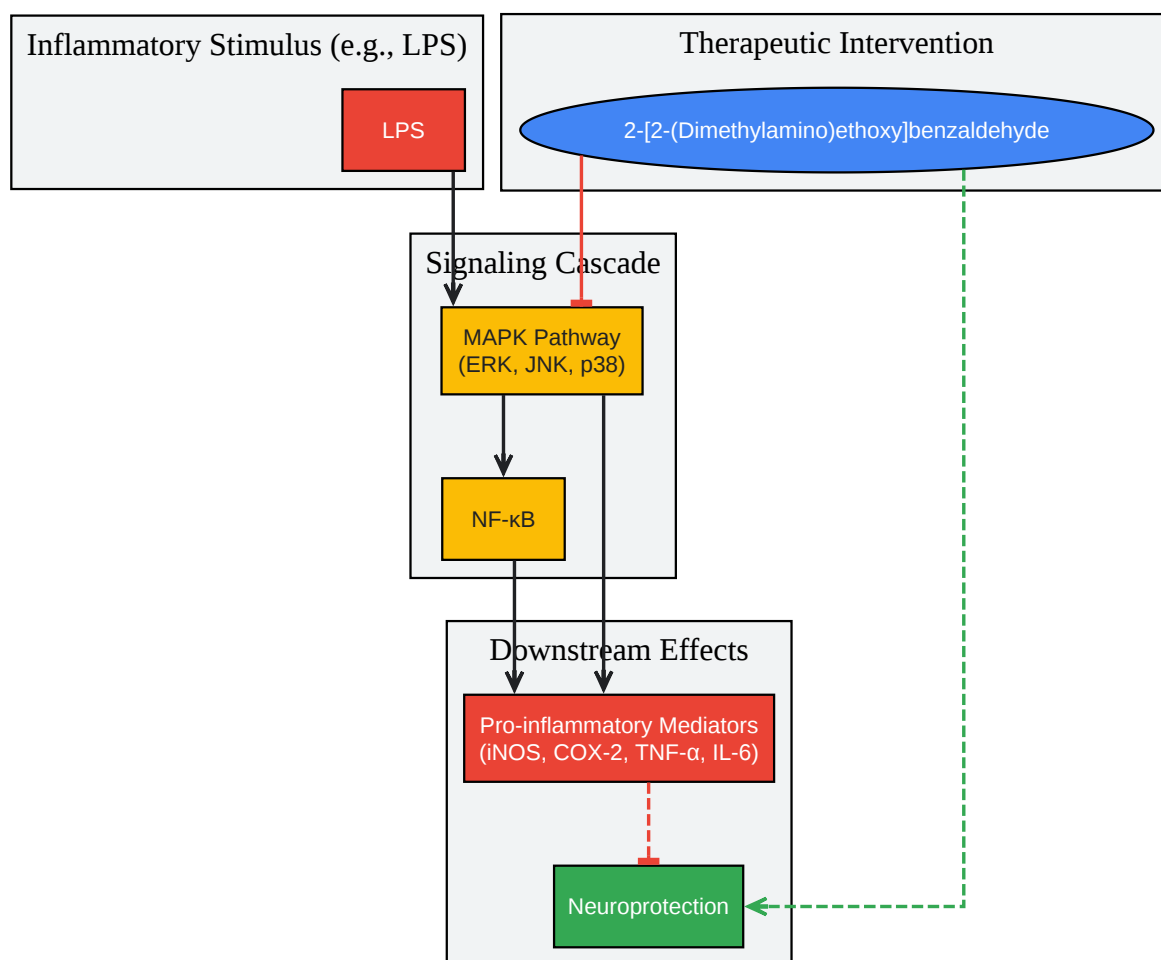 Inflammatory Stimulus (e.g., LPS)
LPS
Therapeutic Intervention
2-[2-(Dimethylamino)ethoxy]benzaldehyde
Signaling Cascade
MAPK Pathway
(ERK, JNK, p38)
NF-κB
Downstream Effects
Pro-inflammatory Mediators
(iNOS, COX-2, TNF-α, IL-6)
Neuroprotection